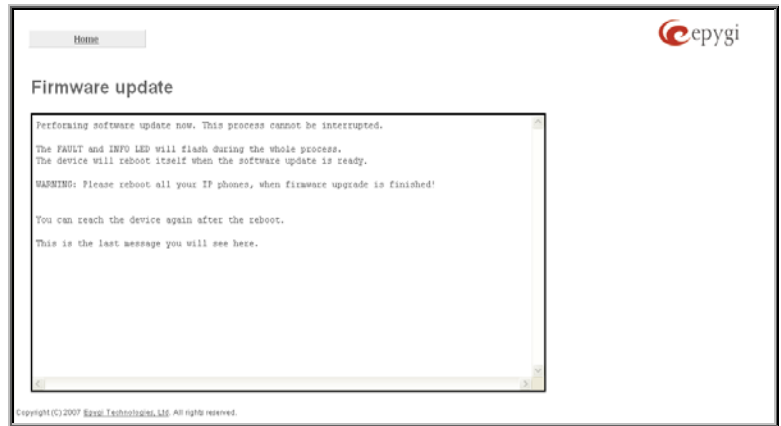 Home
epygi
Firmware update
Performing software update now. This process cannot be interrupted.
The FAULT and INFO LED will flash during the whole process.
The device will reboot itself when the software update is ready.
WARNING: Please reboot all your IP phones, when firmware upgrade is finished!
You can reach the device again after the reboot.
This is the last message you will see here.
Copyright (C) 2007 Epygi Technologies, Ltd. All rights reserved.